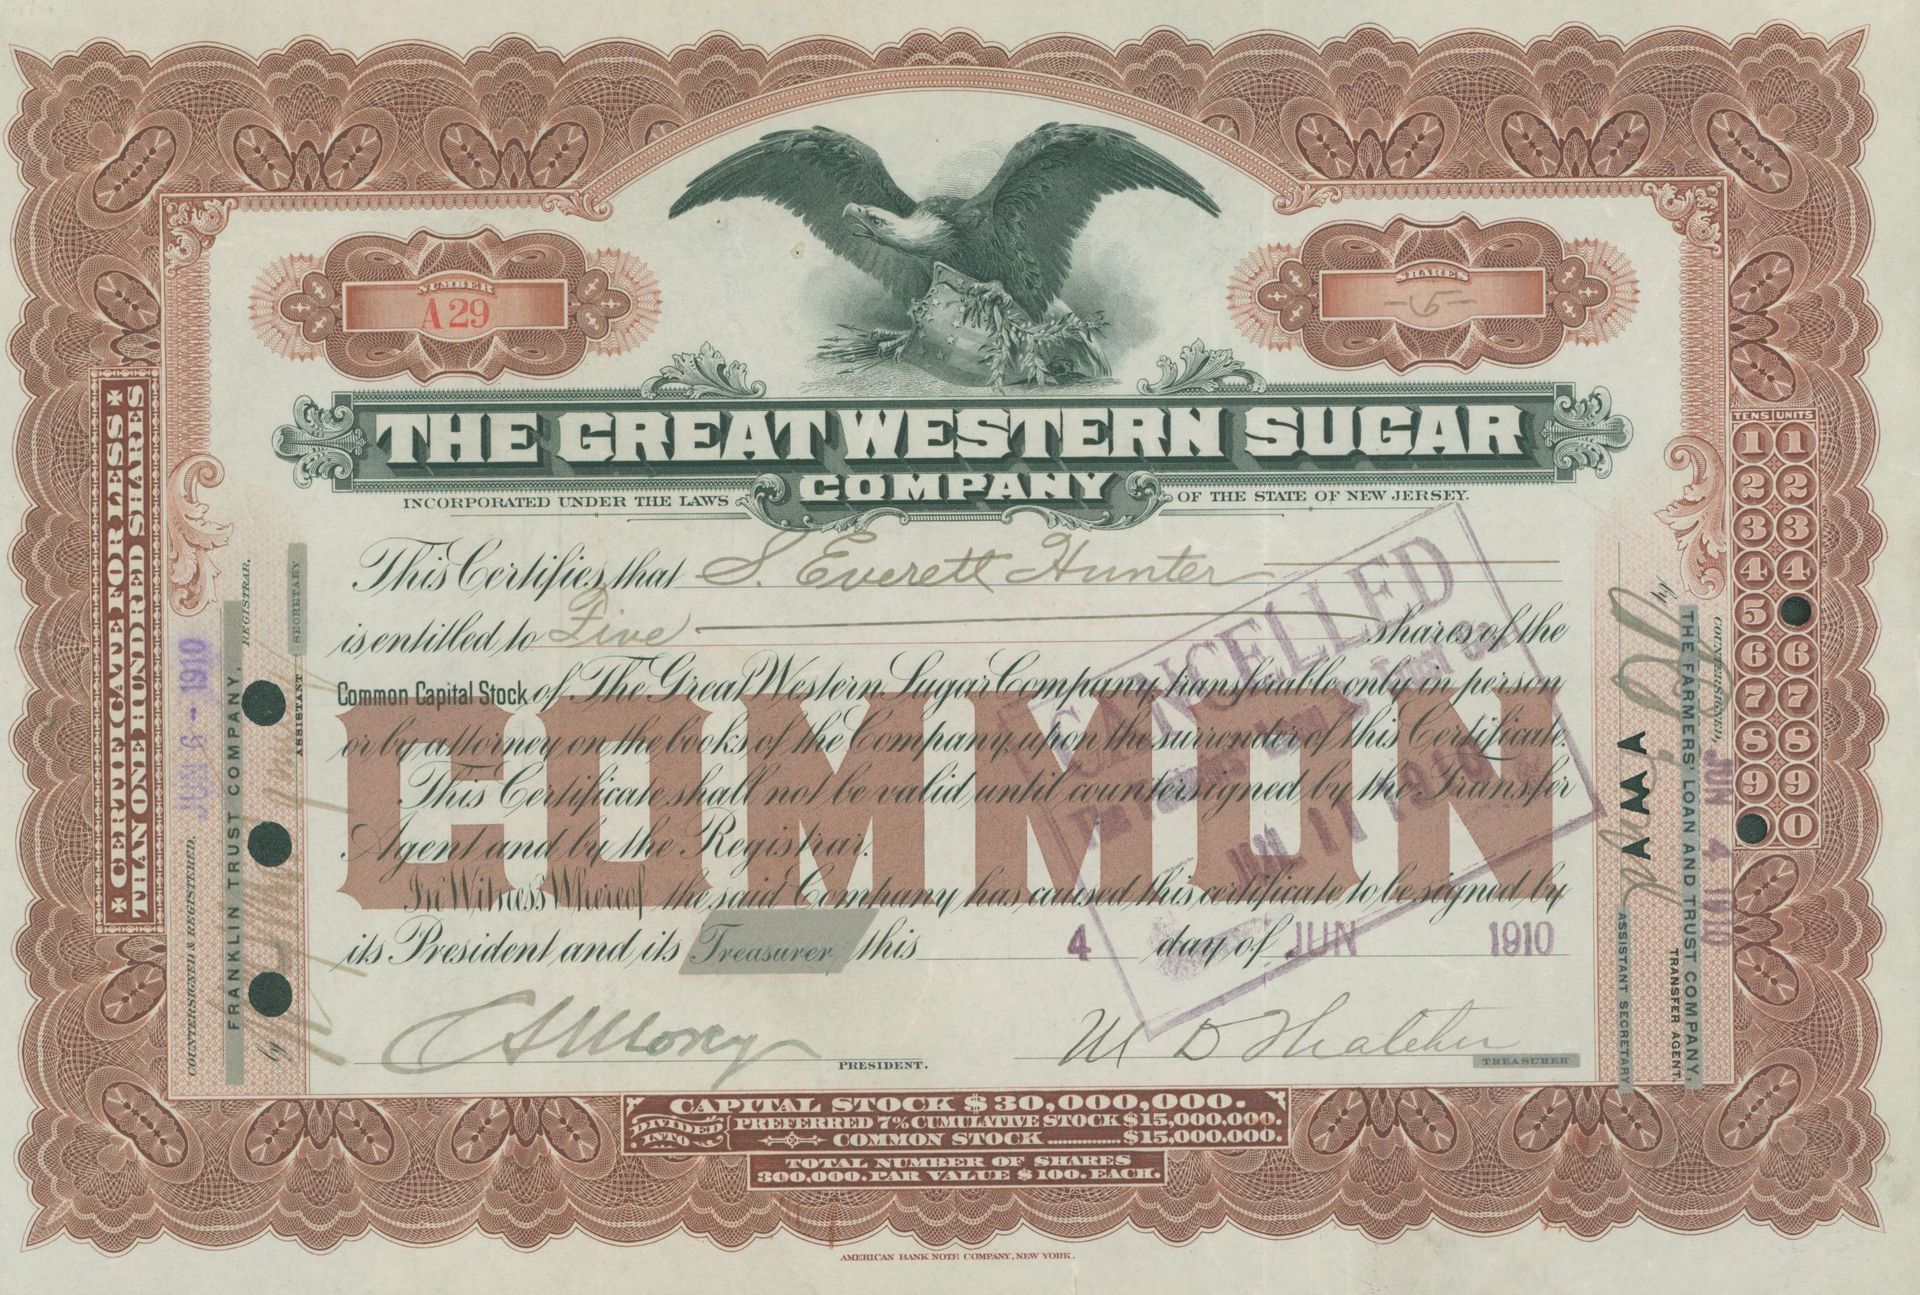 NUMBER
A29
SHARES
-5-
THE GREAT WESTERN SUGAR
COMPANY
INCORPORATED UNDER THE LAWS OF THE STATE OF NEW JERSEY.
This Certifies that S. Everett Hunter
is entitled to Five shares of the
Common Capital Stock of The Great Western Sugar Company, transferable only in person
or by attorney on the books of the Company, upon the surrender of this Certificate.
This Certificate shall not be valid until countersigned by the Transfer
Agent and by the Registrar.
In Witness Whereof the said Company has caused this certificate to be signed by
its President and its Treasurer, this 4 day of JUN 1910
PRESIDENT.
M D Thatcher
TREASURER
COMMON
CANCELLED
JUL 11 1910
CERTIFICATE FOR LESS
THAN ONE HUNDRED SHARES
COUNTERSIGNED & REGISTERED,
JUN 6 - 1910
FRANKLIN TRUST COMPANY,
REGISTRAR.
by
ASSISTANT SECRETARY
TENS UNITS
1 1
2 2
3 3
4 4
5
6 6
7 7
8 8
9 9
0
COUNTERSIGNED,
JUN 4 1910
THE FARMERS' LOAN AND TRUST COMPANY,
TRANSFER AGENT.
by
ASSISTANT SECRETARY
CAPITAL STOCK $30,000,000.
DIVIDED INTO
PREFERRED 7% CUMULATIVE STOCK $15,000,000.
COMMON STOCK $15,000,000.
TOTAL NUMBER OF SHARES
300,000. PAR VALUE $100. EACH.
AMERICAN BANK NOTE COMPANY, NEW YORK.